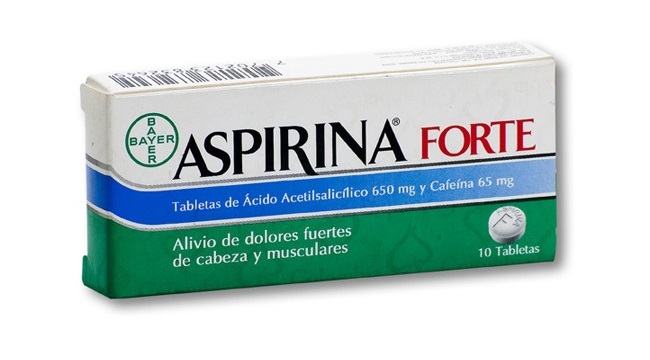 BAYER
BAYER
ASPIRINA® FORTE
Tabletas de Ácido Acetilsalicílico 650 mg y Cafeína 65 mg
Alivio de dolores fuertes
de cabeza y musculares
10 Tabletas